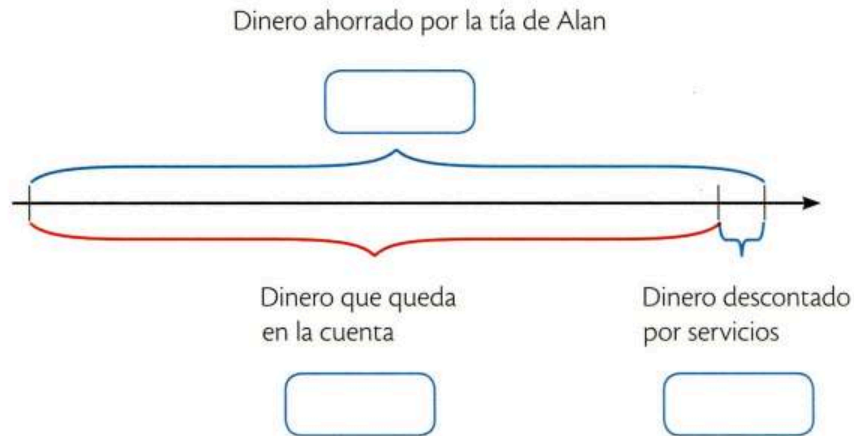 Dinero ahorrado por la tía de Alan
Dinero que queda
en la cuenta
Dinero descontado
por servicios